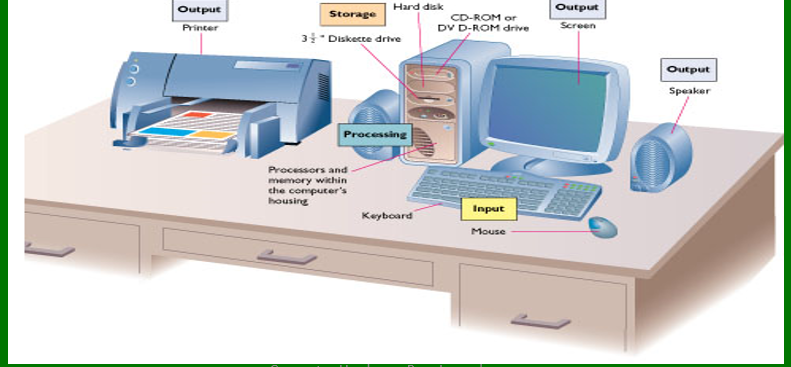 Output
Printer
Storage
Hard disk
CD-ROM or
DV D-ROM drive
3 1/2 " Diskette drive
Output
Screen
Output
Speaker
Processing
Processors and
memory within
the computer's
housing
Keyboard
Input
Mouse